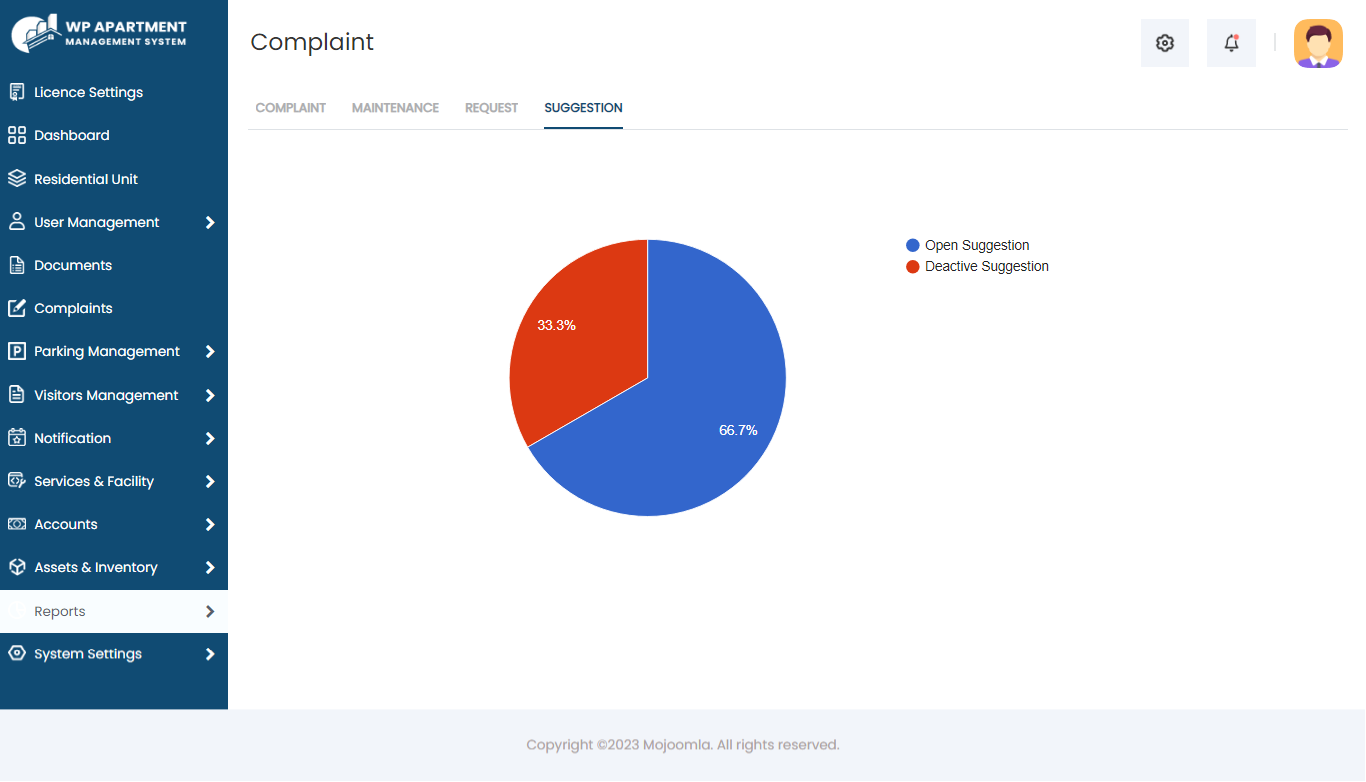 WP APARTMENT
MANAGEMENT SYSTEM
Licence Settings
Dashboard
Residential Unit
User Management
Documents
Complaints
Parking Management
Visitors Management
Notification
Services & Facility
Accounts
Assets & Inventory
Reports
System Settings
Complaint
COMPLAINT MAINTENANCE REQUEST SUGGESTION
Open Suggestion
Deactive Suggestion
33.3%
66.7%
Copyright ©2023 Mojoomla. All rights reserved.